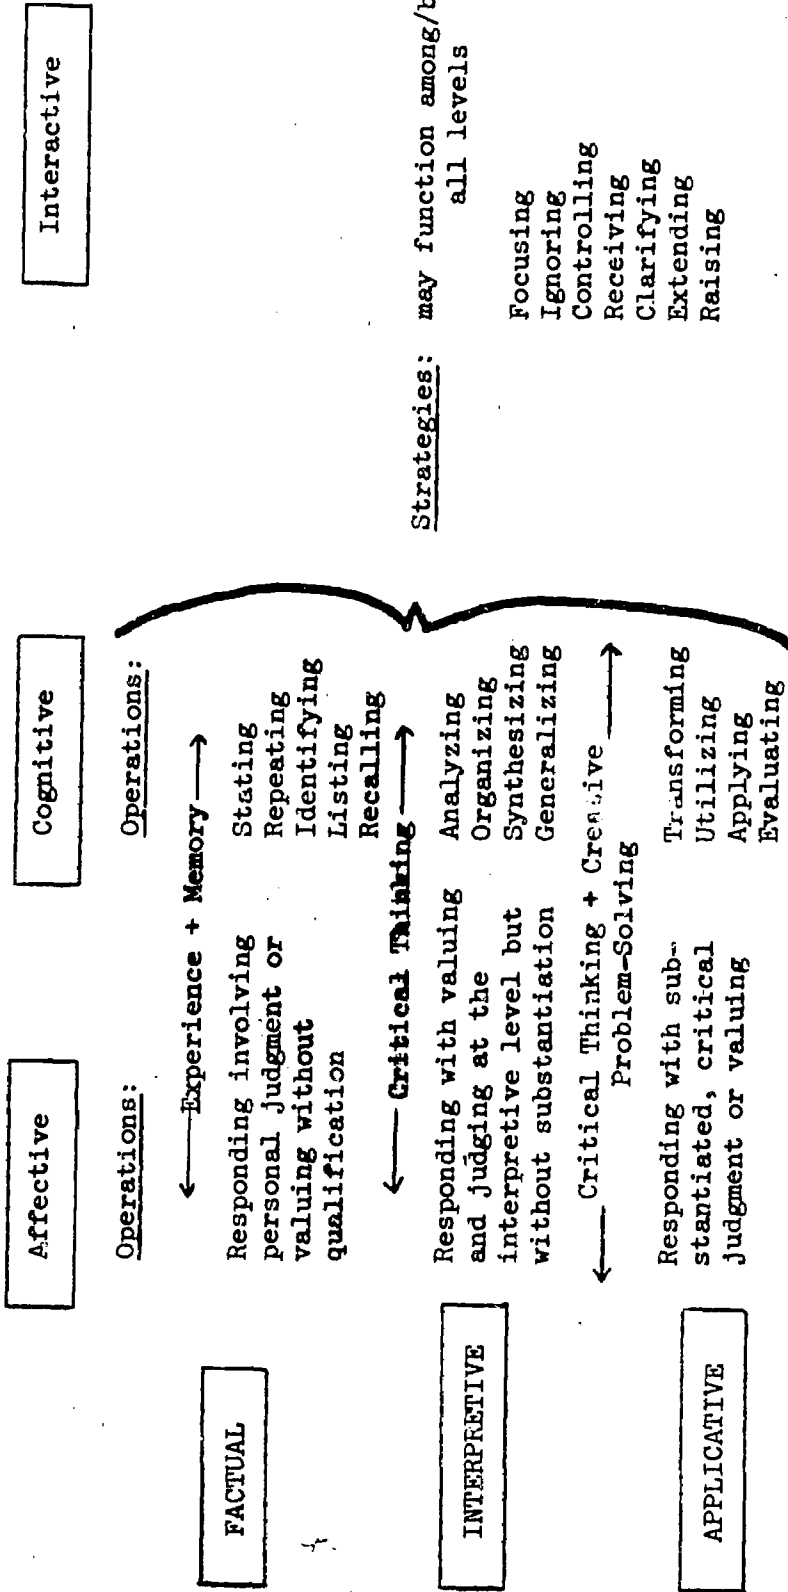 Affective
Cognitive
Interactive
Operations:
Operations:
Experience + Memory
FACTUAL
Responding involving
personal judgment or
valuing without
qualification
Stating
Repeating
Identifying
Listing
Recalling
Critical Thinking
Strategies: may function among/b
all levels
INTERPRETIVE
Responding with valuing
and judging at the
interpretive level but
without substantiation
Analyzing
Organizing
Synthesizing
Generalizing
Focusing
Ignoring
Controlling
Receiving
Clarifying
Extending
Raising
Critical Thinking + Creative
Problem-Solving
APPLICATIVE
Responding with sub-
stantiated, critical
judgment or valuing
Transforming
Utilizing
Applying
Evaluating